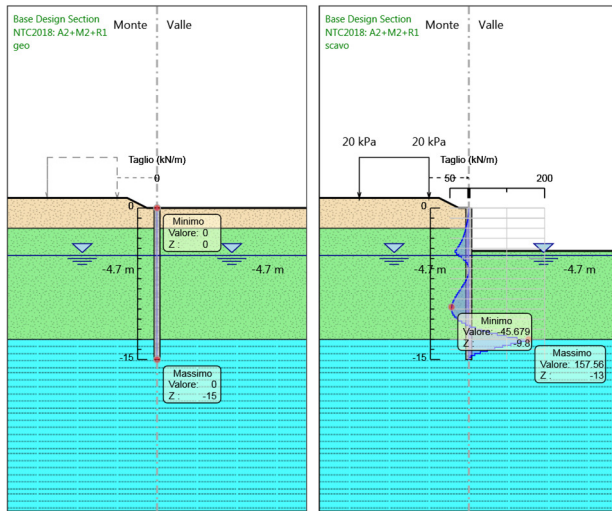 Base Design Section
NTC2018: A2+M2+R1
geo
Monte
Valle
Taglio (kN/m)
0
0
Minimo
Valore: 0
Z : 0
-4.7 m
-4.7 m
-15
Massimo
Valore: 0
Z : -15
Base Design Section
NTC2018: A2+M2+R1
scavo
Monte
Valle
20 kPa
20 kPa
Taglio (kN/m)
50
200
0
-4.7 m
-4.7 m
Minimo
Valore: -45.679
Z : -9.8
-15
Massimo
Valore: 157.56
Z : -13